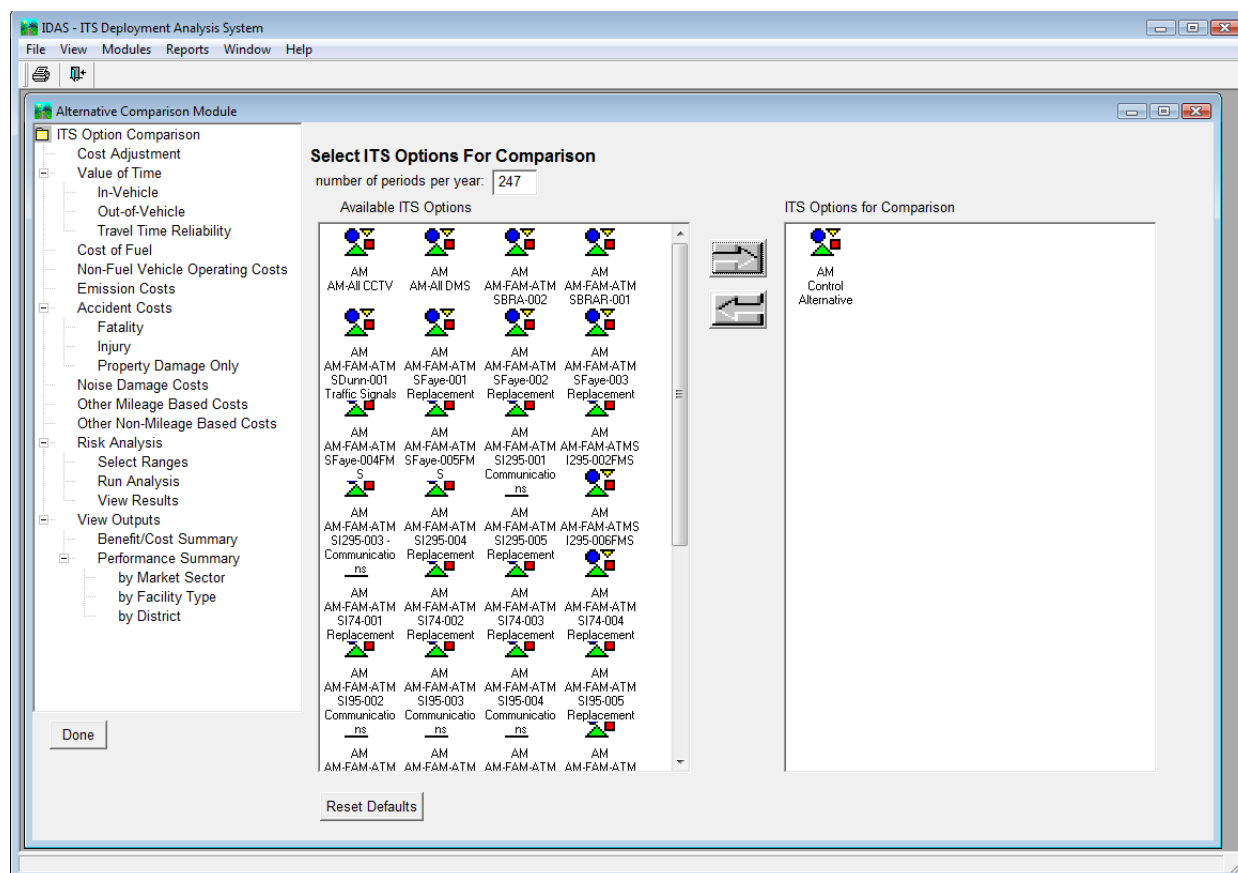 IDAS - ITS Deployment Analysis System
File View Modules Reports Window Help
Alternative Comparison Module
ITS Option Comparison
Cost Adjustment
Value of Time
In-Vehicle
Out-of-Vehicle
Travel Time Reliability
Cost of Fuel
Non-Fuel Vehicle Operating Costs
Emission Costs
Accident Costs
Fatality
Injury
Property Damage Only
Noise Damage Costs
Other Mileage Based Costs
Other Non-Mileage Based Costs
Risk Analysis
Select Ranges
Run Analysis
View Results
View Outputs
Benefit/Cost Summary
Performance Summary
by Market Sector
by Facility Type
by District
Done
Select ITS Options For Comparison
number of periods per year: 247
Available ITS Options
AM AM AM AM
AM-All CCTV AM-All DMS AM-FAM-ATM AM-FAM-ATM
SBRA-002 SBRAR-001
AM AM AM AM
AM-FAM-ATM AM-FAM-ATM AM-FAM-ATM AM-FAM-ATM
SDunn-001 SFaye-001 SFaye-002 SFaye-003
Traffic Signals Replacement Replacement Replacement
AM AM AM AM
AM-FAM-ATM AM-FAM-ATM AM-FAM-ATM AM-FAM-ATMS
SFaye-004FM SFaye-005FM SI295-001 I295-002FMS
S S Communicatio
ns
AM AM AM AM
AM-FAM-ATM AM-FAM-ATM AM-FAM-ATM AM-FAM-ATMS
SI295-003 - SI295-004 SI295-005 I295-006FMS
Communicatio Replacement Replacement
ns
AM AM AM AM
AM-FAM-ATM AM-FAM-ATM AM-FAM-ATM AM-FAM-ATM
SI74-001 SI74-002 SI74-003 SI74-004
Replacement Replacement Replacement Replacement
AM AM AM AM
AM-FAM-ATM AM-FAM-ATM AM-FAM-ATM AM-FAM-ATM
SI95-002 SI95-003 SI95-004 SI95-005
Communicatio Communicatio Communicatio Replacement
ns ns ns
AM AM AM AM
AM-FAM-ATM AM-FAM-ATM AM-FAM-ATM AM-FAM-ATM
Reset Defaults
ITS Options for Comparison
AM
Control
Alternative